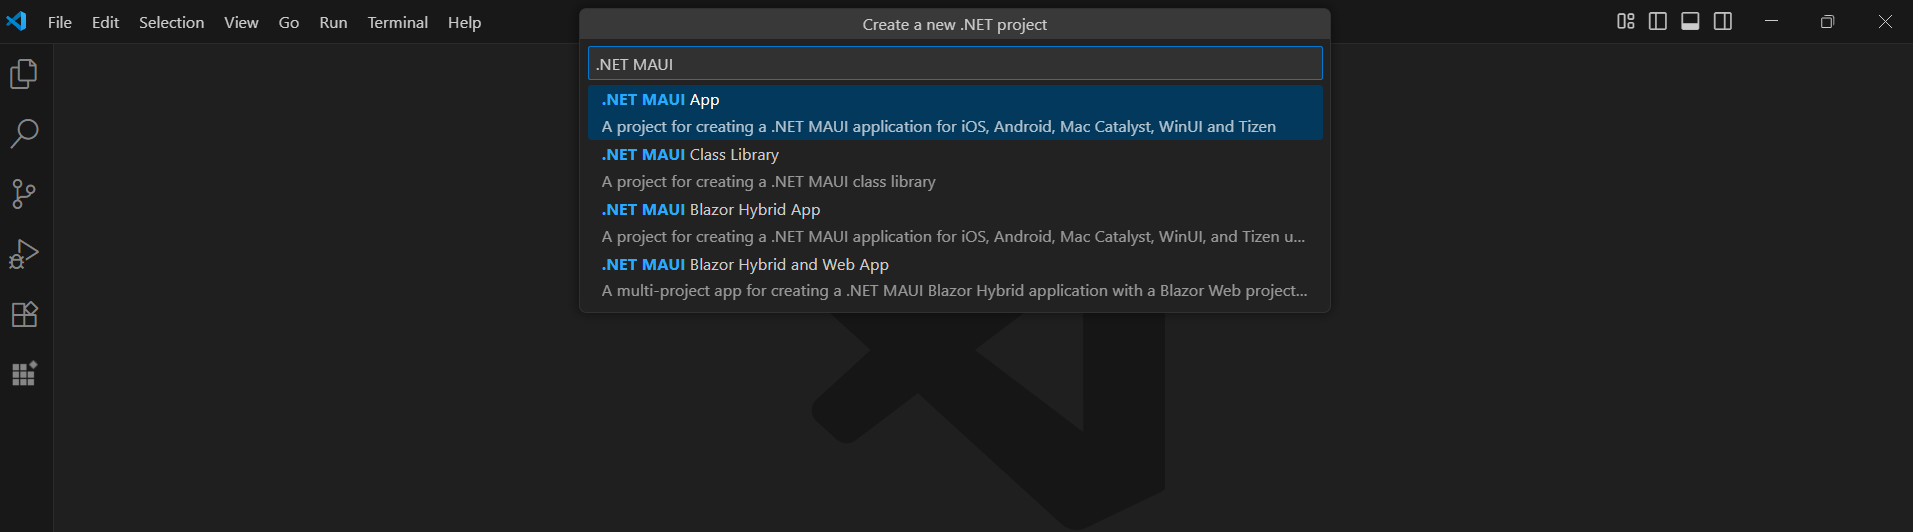 File Edit Selection View Go Run Terminal Help
Create a new .NET project
.NET MAUI
.NET MAUI App
A project for creating a .NET MAUI application for iOS, Android, Mac Catalyst, WinUI and Tizen
.NET MAUI Class Library
A project for creating a .NET MAUI class library
.NET MAUI Blazor Hybrid App
A project for creating a .NET MAUI application for iOS, Android, Mac Catalyst, WinUI, and Tizen u...
.NET MAUI Blazor Hybrid and Web App
A multi-project app for creating a .NET MAUI Blazor Hybrid application with a Blazor Web project...